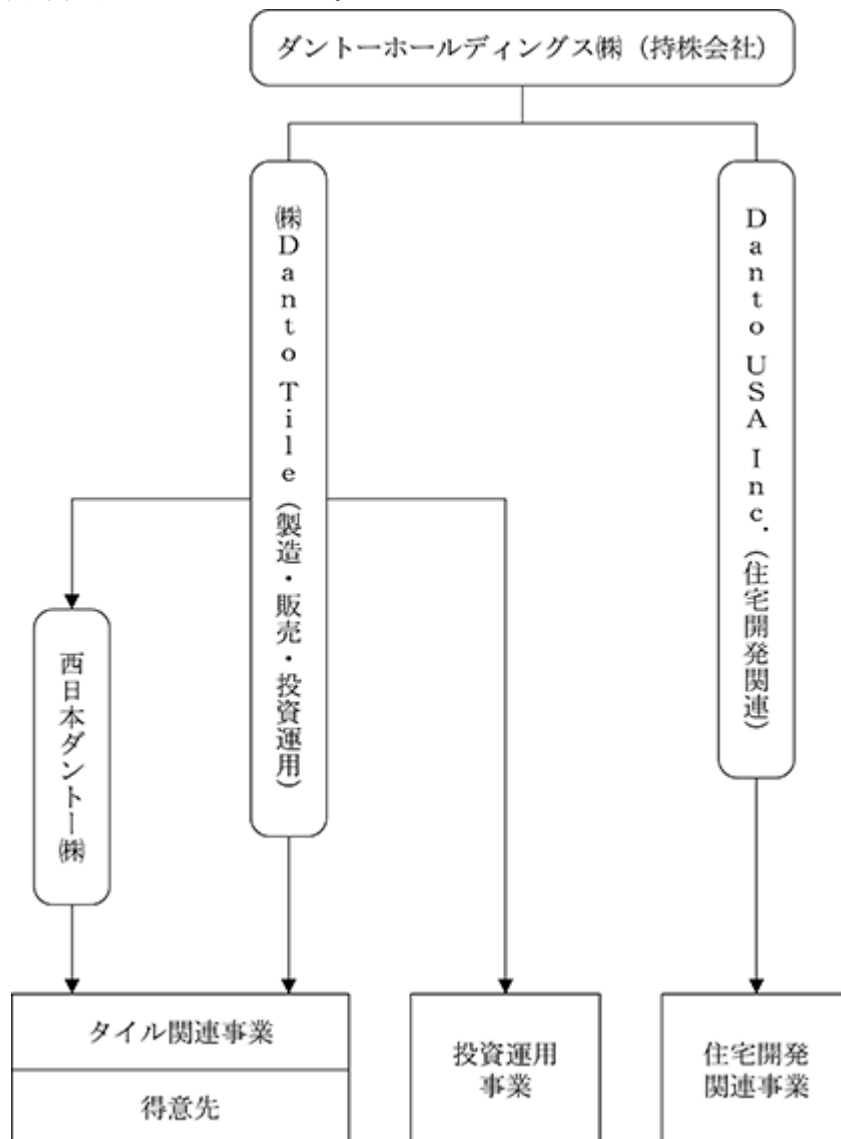 ダントーホールディングス㈱（持株会社）
㈱Danto Tile（製造・販売・投資運用）
Danto USA Inc.（住宅開発関連）
西日本ダントー㈱
タイル関連事業
得意先
投資運用
事業
住宅開発
関連事業